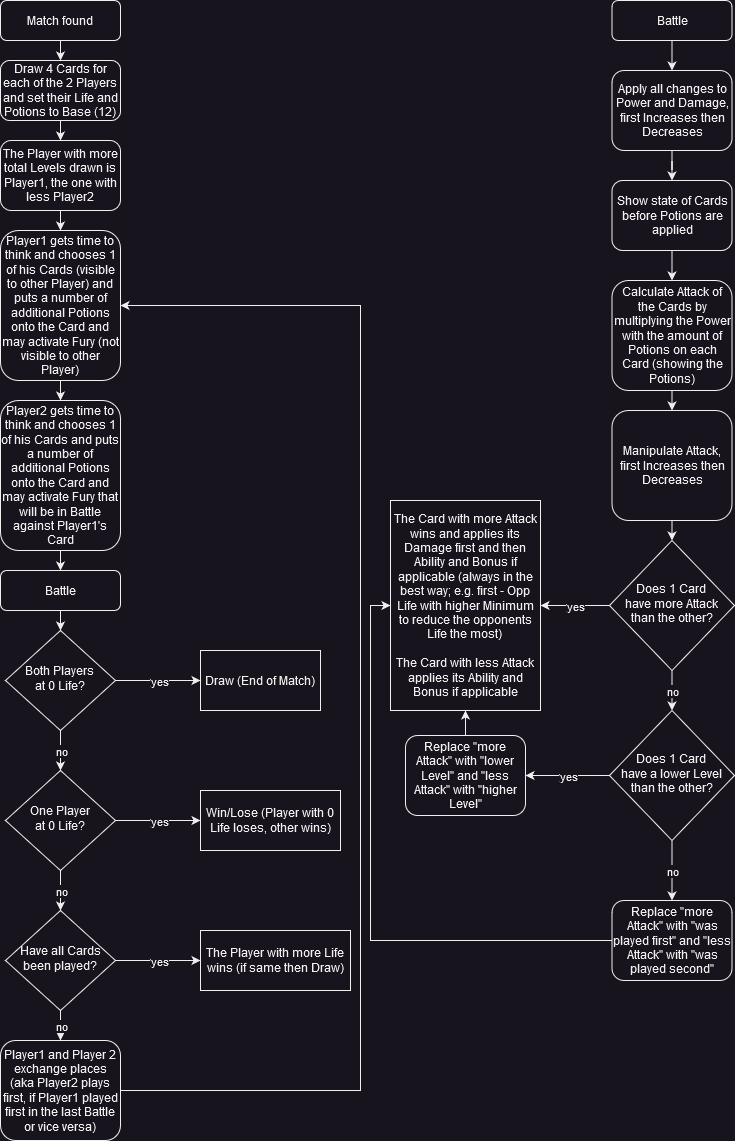 Match found
Draw 4 Cards for
each of the 2 Players
and set their Life and
Potions to Base (12)
The Player with more
total Levels drawn is
Player1, the one with
less Player2
Player1 gets time to
think and chooses 1
of his Cards (visible
to other Player) and
puts a number of
additional Potions
onto the Card and
may activate Fury (not
visible to other
Player)
Player2 gets time to
think and chooses 1
of his Cards and puts
a number of
additional Potions
onto the Card and
may activate Fury that
will be in Battle
against Player1's
Card
Battle
Both Players
at 0 Life?
yes
Draw (End of Match)
no
One Player
at 0 Life?
yes
Win/Lose (Player with 0
Life loses, other wins)
no
Have all Cards
been played?
yes
The Player with more Life
wins (if same then Draw)
no
Player1 and Player 2
exchange places
(aka Player2 plays
first, if Player1 played
first in the last Battle
or vice versa)
Battle
Apply all changes to
Power and Damage,
first Increases then
Decreases
Show state of Cards
before Potions are
applied
Calculate Attack of
the Cards by
multiplying the Power
with the amount of
Potions on each
Card (showing the
Potions)
Manipulate Attack,
first Increases then
Decreases
Does 1 Card
have more Attack
than the other?
yes
The Card with more Attack
wins and applies its
Damage first and then
Ability and Bonus if
applicable (always in the
best way; e.g. first - Opp
Life with higher Minimum
to reduce the opponents
Life the most)
The Card with less Attack
applies its Ability and
Bonus if applicable
no
Does 1 Card
have a lower Level
than the other?
yes
Replace "more
Attack" with "lower
Level" and "less
Attack" with "higher
Level"
no
Replace "more
Attack" with "was
played first" and "less
Attack" with "was
played second"